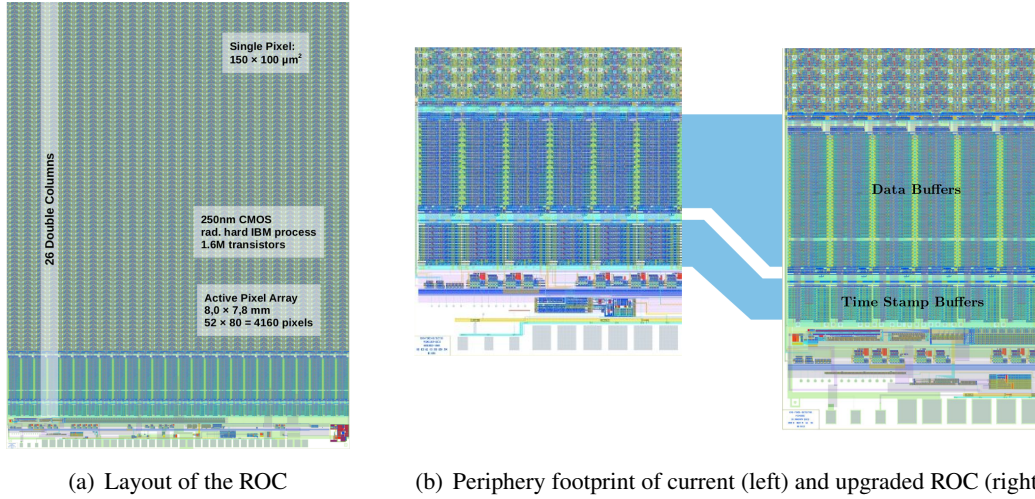 Single Pixel:
150 × 100 µm²
26 Double Columns
250nm CMOS
rad. hard IBM process
1.6M transistors
Active Pixel Array
8,0 × 7,8 mm
52 × 80 = 4160 pixels
Data Buffers
Time Stamp Buffers
(a) Layout of the ROC
(b) Periphery footprint of current (left) and upgraded ROC (right